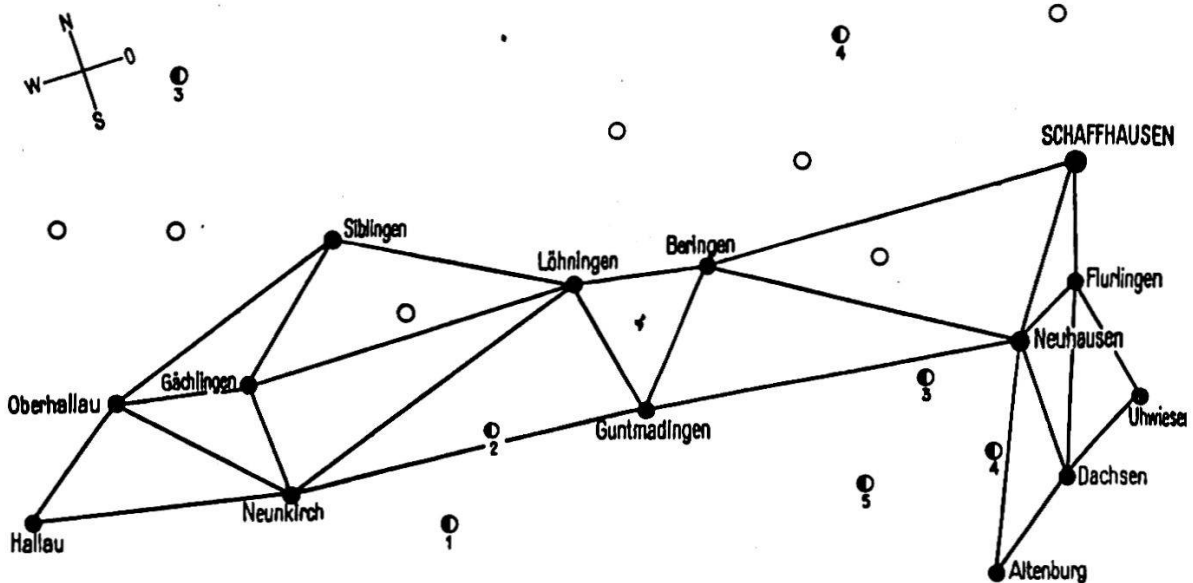 N
W O
S
3
4
SCHAFFHAUSEN
Siblingen
Löhningen
Beringen
Flurlingen
Neuhausen
Gächlingen
Oberhallau
3
Uhwiesen
Guntmadingen
2
4
Dachsen
5
Neunkirch
1
Hallau
Altenburg